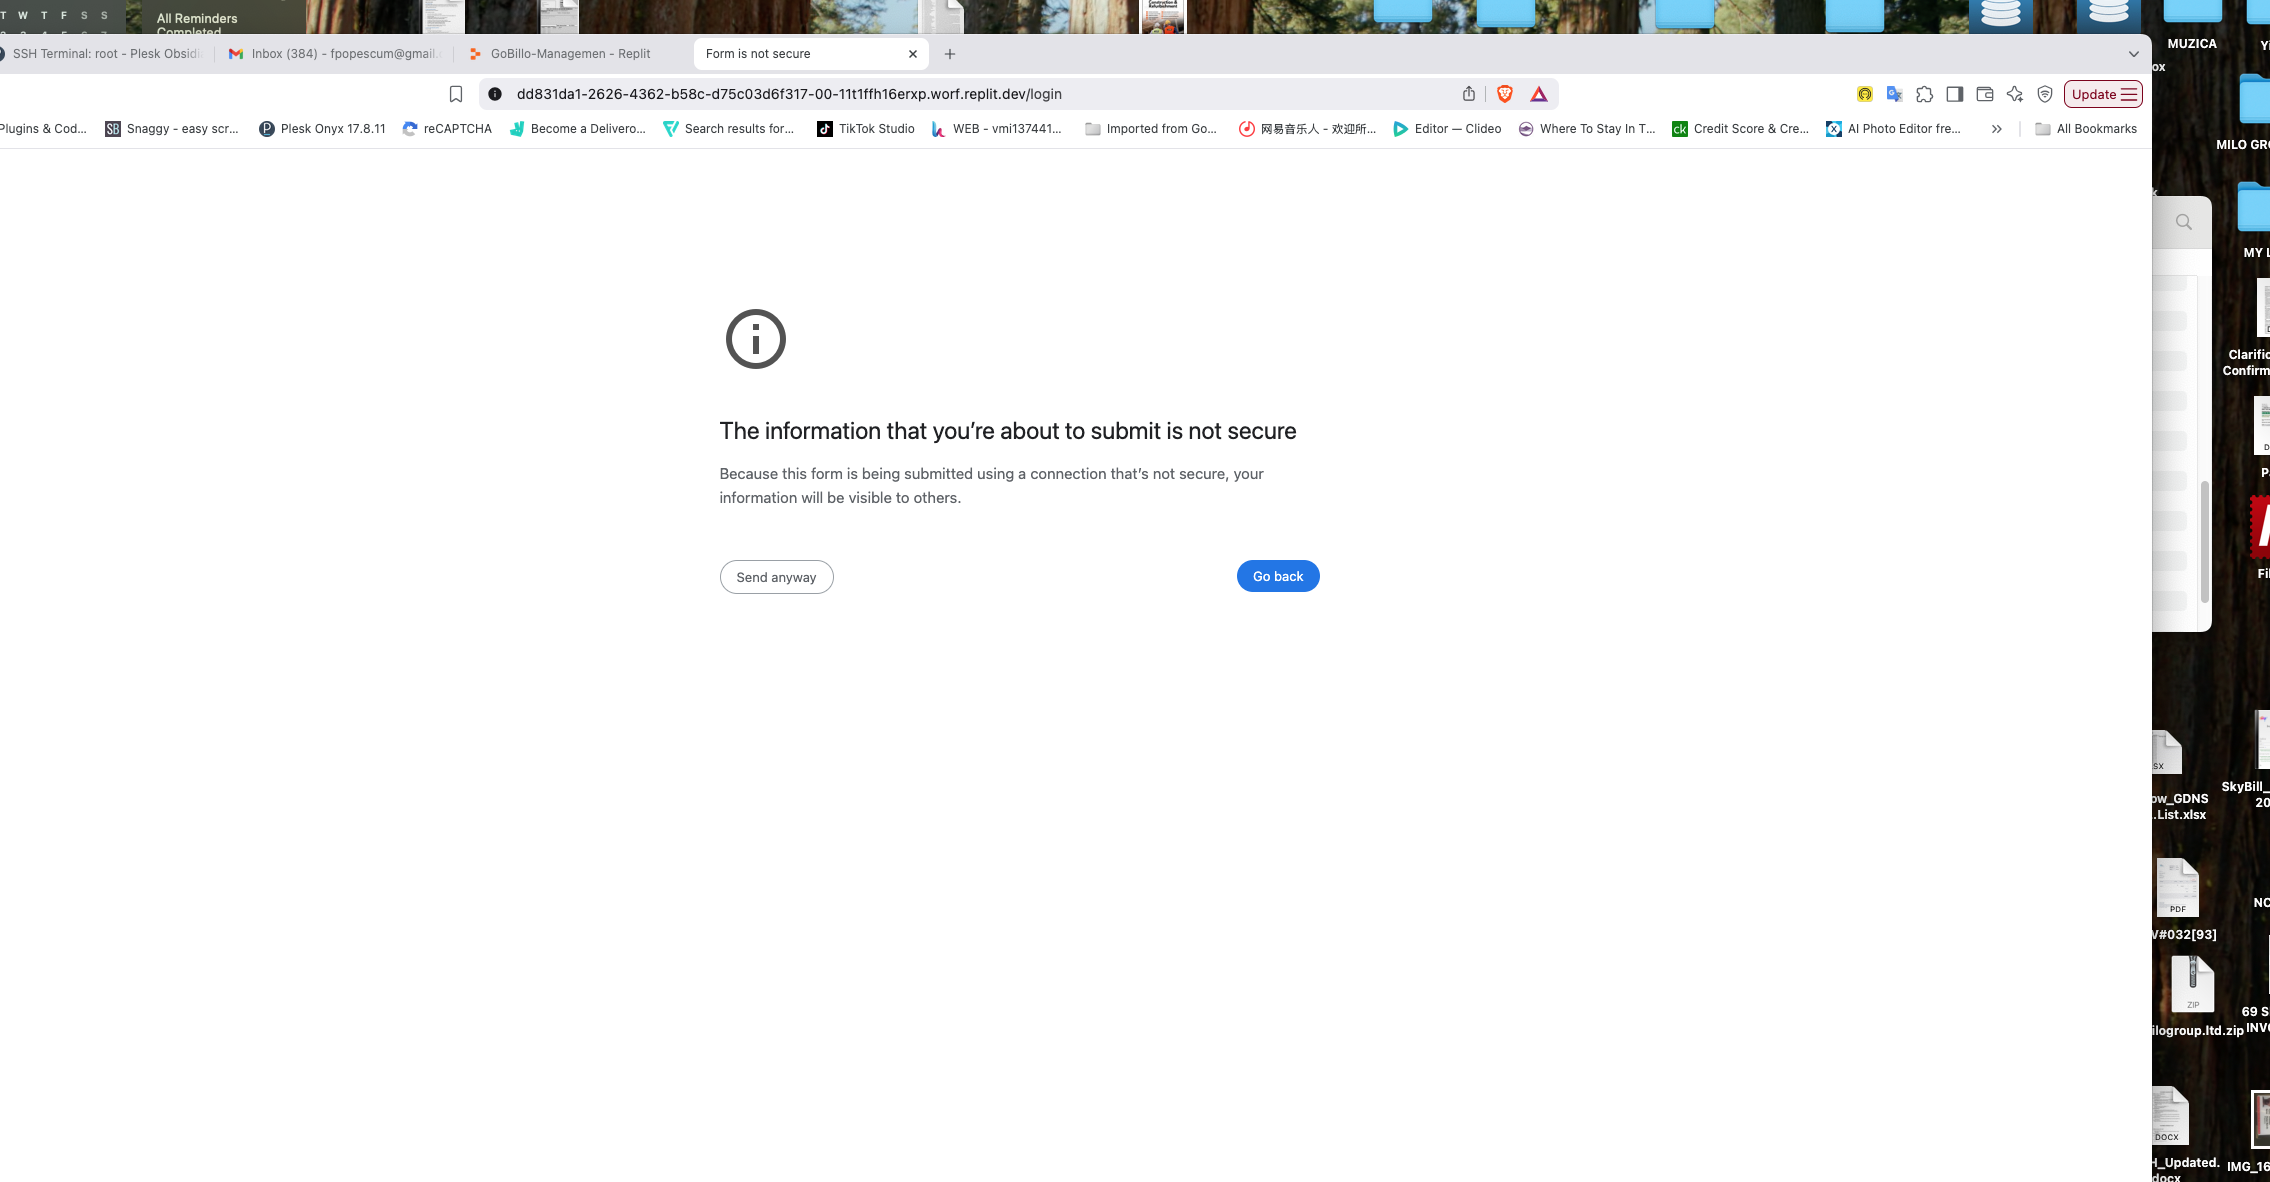 T W T F S S
All Reminders
Completed
Construction &
Refurbishment
MUZICA
SSH Terminal: root - Plesk Obsidi
Inbox (384) - fpopescum@gmail.
GoBillo-Managemen - Replit
Form is not secure
ox
dd831da1-2626-4362-b58c-d75c03d6f317-00-11t1ffh16erxp.worf.replit.dev/login
Update
Plugins & Cod...
SB Snaggy - easy scr...
Plesk Onyx 17.8.11
reCAPTCHA
Become a Delivero...
Search results for...
TikTok Studio
WEB - vmi137441...
Imported from Go...
网易音乐人 - 欢迎所...
Editor — Clideo
Where To Stay In T...
ck Credit Score & Cre...
AI Photo Editor fre...
All Bookmarks
MILO GR
MY L
Clarific
Confirm
The information that you're about to submit is not secure
Because this form is being submitted using a connection that's not secure, your
information will be visible to others.
Send anyway
Go back
Fil
SkyBill_
20
ow_GDNS
.List.xlsx
PDF
V#032[93]
NC
ZIP
69 S
INV
ilogroup.ltd.zip
DOCX
H_Updated.
docx
IMG_16